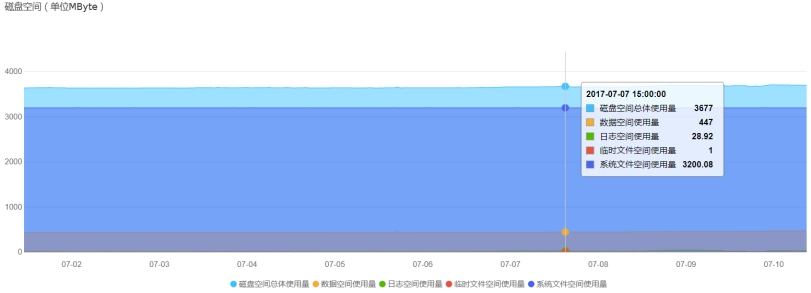 磁盘空间（单位MByte）
4000
3000
2000
1000
0
2017-07-07 15:00:00
磁盘空间总体使用量 3677
数据空间使用量 447
日志空间使用量 28.92
临时文件空间使用量 1
系统文件空间使用量 3200.08
07-02 07-03 07-04 07-05 07-06 07-07 07-08 07-09 07-10
磁盘空间总体使用量 数据空间使用量 日志空间使用量 临时文件空间使用量 系统文件空间使用量